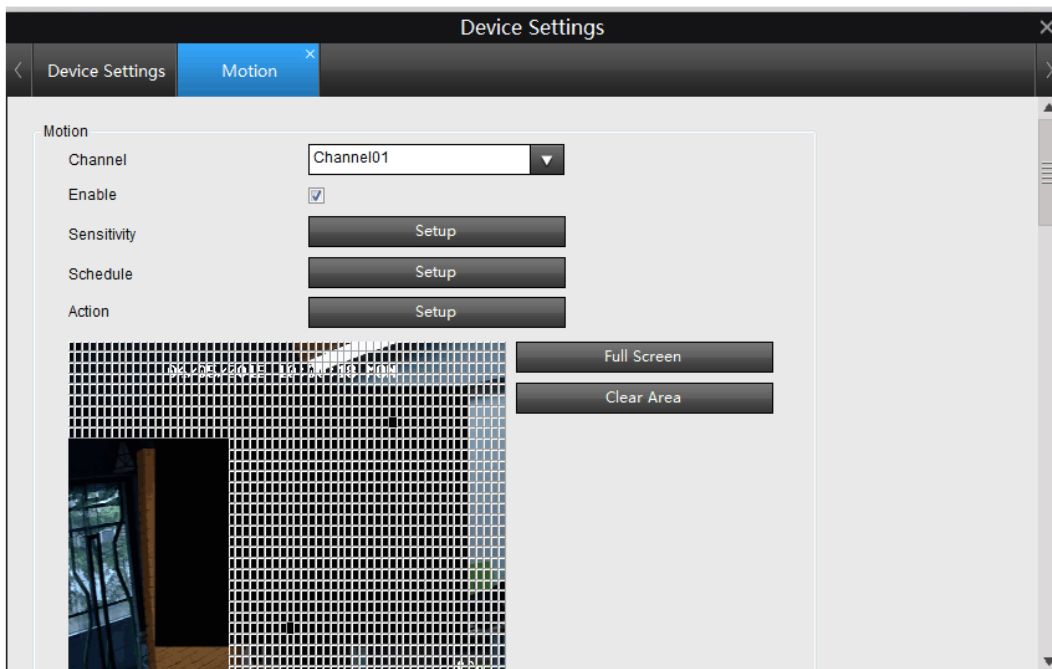 Device Settings
Device Settings
Motion
Motion
Channel
Channel01
Enable
Sensitivity
Setup
Schedule
Setup
Action
Setup
Full Screen
Clear Area